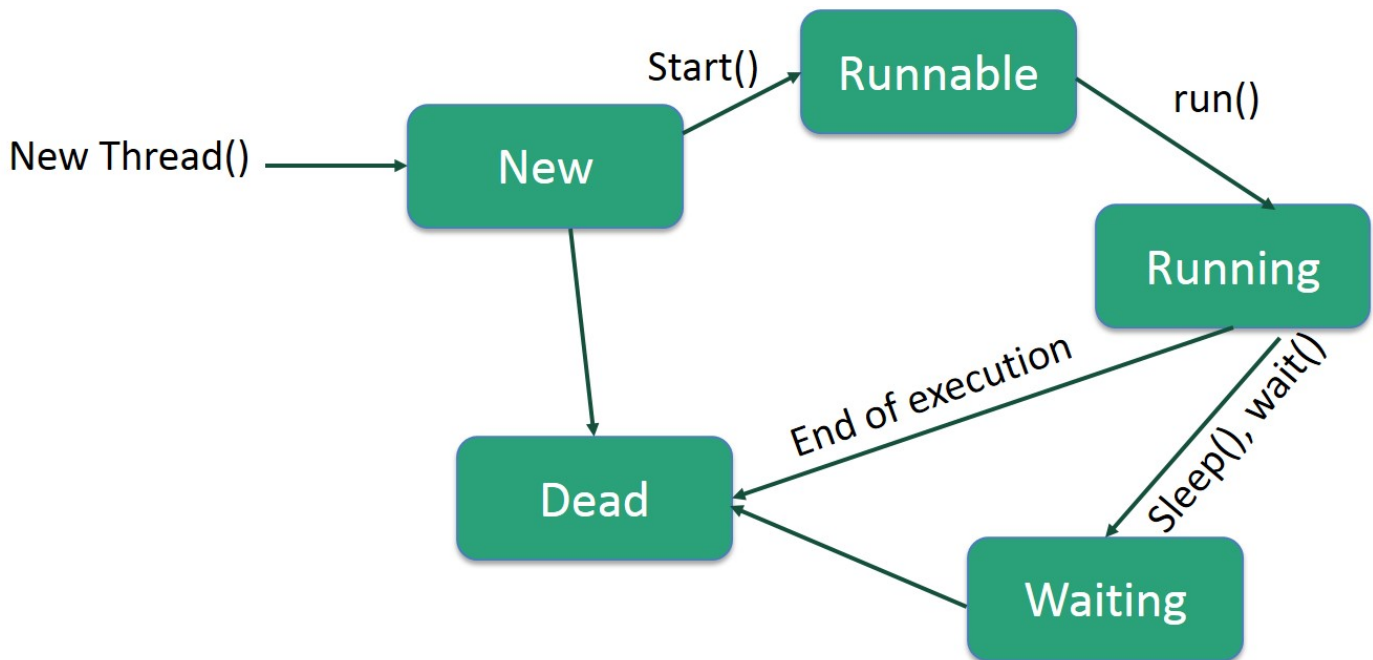 New Thread()
New
Start()
Runnable
run()
Running
End of execution
Sleep(), wait()
Dead
Waiting